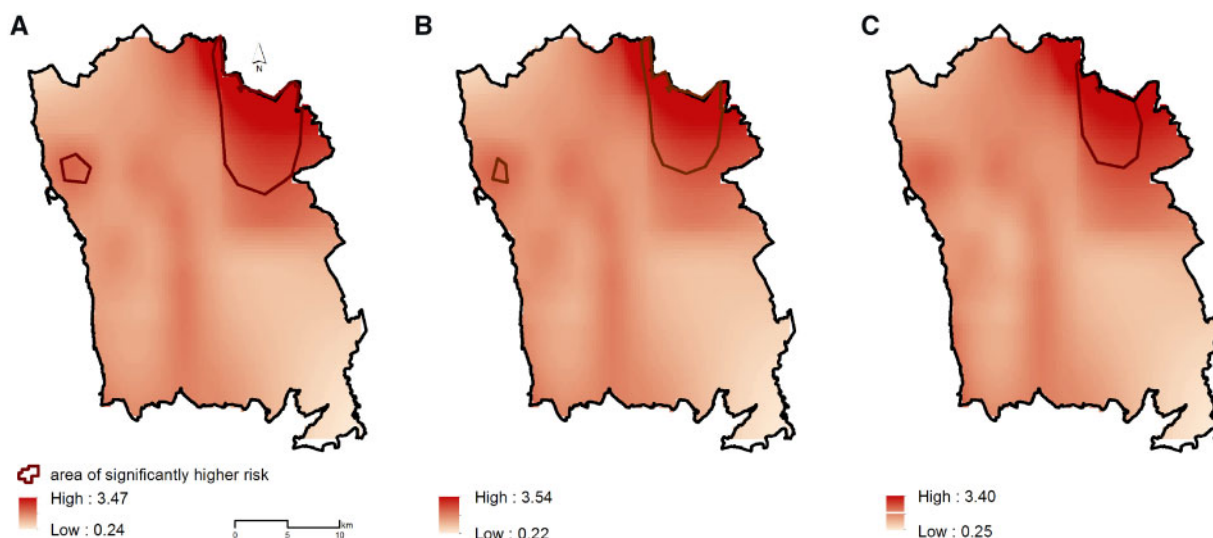 A
B
C
N
area of significantly higher risk
High : 3.47
Low : 0.24
0 5 10
km
High : 3.54
Low : 0.22
High : 3.40
Low : 0.25